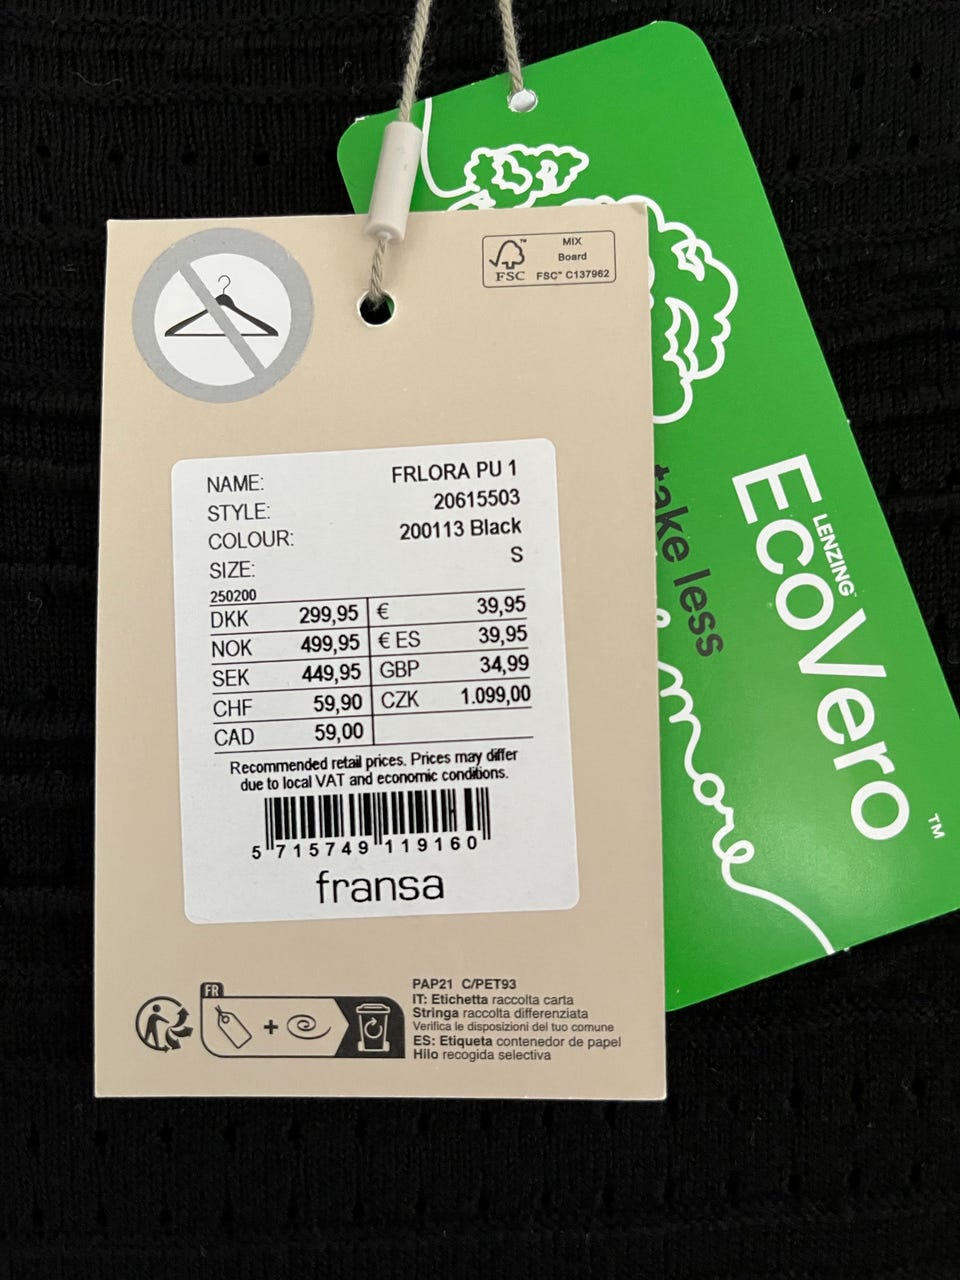 MIX
Board
FSC™
FSC® C137962
NAME: FRLORA PU 1
STYLE: 20615503
COLOUR: 200113 Black
SIZE: S
250200
DKK 299,95 € 39,95
NOK 499,95 € ES 39,95
SEK 449,95 GBP 34,99
CHF 59,90 CZK 1.099,00
CAD 59,00
Recommended retail prices. Prices may differ
due to local VAT and economic conditions.
5 715749 119160
fransa
FR
+
PAP21 C/PET93
IT: Etichetta raccolta carta
Stringa raccolta differenziata
Verifica le disposizioni del tuo comune
ES: Etiqueta contenedor de papel
Hilo recogida selectiva
LENZING™
EcoVero™
take less
more